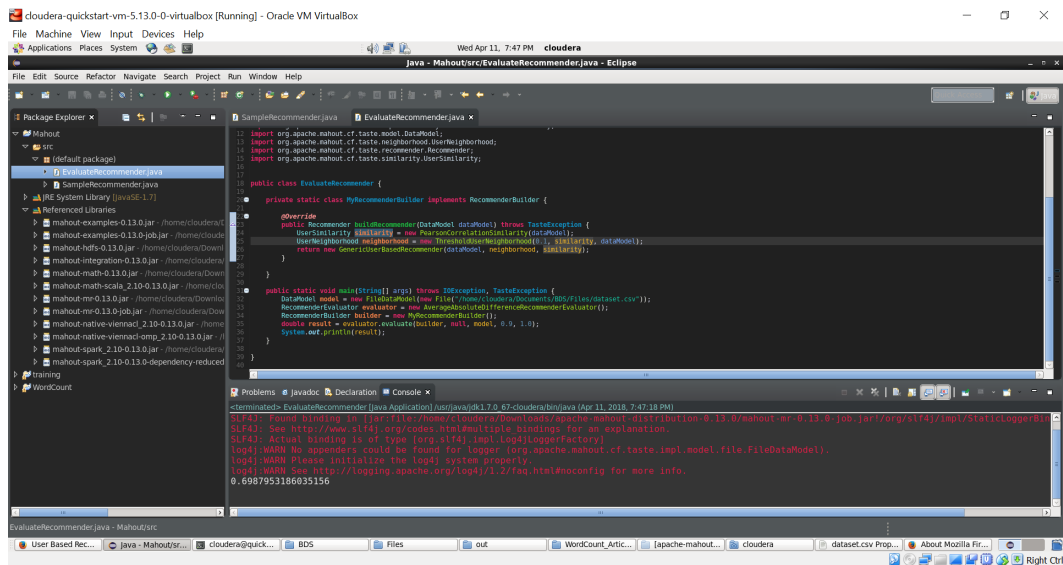 cloudera-quickstart-vm-5.13.0-0-virtualbox [Running] - Oracle VM VirtualBox
File Machine View Input Devices Help
Applications Places System Wed Apr 11, 7:47 PM cloudera
Java - Mahout/src/EvaluateRecommender.java - Eclipse
File Edit Source Refactor Navigate Search Project Run Window Help
Package Explorer
Mahout
src
(default package)
EvaluateRecommender.java
SampleRecommender.java
JRE System Library [JavaSE-1.7]
Referenced Libraries
mahout-examples-0.13.0.jar - /home/cloudera/D
mahout-examples-0.13.0-job.jar - /home/cloude
mahout-hdfs-0.13.0.jar - /home/cloudera/Downl
mahout-integration-0.13.0.jar - /home/cloudera/
mahout-math-0.13.0.jar - /home/cloudera/Down
mahout-math-scala_2.10-0.13.0.jar - /home/clo
mahout-mr-0.13.0.jar - /home/cloudera/Downloa
mahout-mr-0.13.0-job.jar - /home/cloudera/Dow
mahout-native-viennacl_2.10-0.13.0.jar - /home
mahout-native-viennacl-omp_2.10-0.13.0.jar - /
mahout-spark_2.10-0.13.0.jar - /home/cloudera/
mahout-spark_2.10-0.13.0-dependency-reduced
training
WordCount
SampleRecommender.java EvaluateRecommender.java
12 import org.apache.mahout.cf.taste.model.DataModel;
13 import org.apache.mahout.cf.taste.neighborhood.UserNeighborhood;
14 import org.apache.mahout.cf.taste.recommender.Recommender;
15 import org.apache.mahout.cf.taste.similarity.UserSimilarity;
16
17
18 public class EvaluateRecommender {
19
20 private static class MyRecommenderBuilder implements RecommenderBuilder {
21
22 @Override
23 public Recommender buildRecommender(DataModel dataModel) throws TasteException {
24 UserSimilarity similarity = new PearsonCorrelationSimilarity(dataModel);
25 UserNeighborhood neighborhood = new ThresholdUserNeighborhood(0.1, similarity, dataModel);
26 return new GenericUserBasedRecommender(dataModel, neighborhood, similarity);
27 }
28
29 }
30
31 public static void main(String[] args) throws IOException, TasteException {
32 DataModel model = new FileDataModel(new File("/home/cloudera/Documents/BDS/Files/dataset.csv"));
33 RecommenderEvaluator evaluator = new AverageAbsoluteDifferenceRecommenderEvaluator();
34 RecommenderBuilder builder = new MyRecommenderBuilder();
35 double result = evaluator.evaluate(builder, null, model, 0.9, 1.0);
36 System.out.println(result);
37 }
38
39 }
40
Problems Javadoc Declaration Console
<terminated> EvaluateRecommender [Java Application] /usr/java/jdk1.7.0_67-cloudera/bin/java (Apr 11, 2018, 7:47:18 PM)
SLF4J: Found binding in [jar:file:/home/cloudera/Downloads/apache-mahout-distribution-0.13.0/mahout-mr-0.13.0-job.jar!/org/slf4j/impl/StaticLoggerBin
SLF4J: See http://www.slf4j.org/codes.html#multiple_bindings for an explanation.
SLF4J: Actual binding is of type [org.slf4j.impl.Log4jLoggerFactory]
log4j:WARN No appenders could be found for logger (org.apache.mahout.cf.taste.impl.model.file.FileDataModel).
log4j:WARN Please initialize the log4j system properly.
log4j:WARN See http://logging.apache.org/log4j/1.2/faq.html#noconfig for more info.
0.6987953186035156
EvaluateRecommender.java - Mahout/src
User Based Rec... Java - Mahout/sr... cloudera@quick... BDS Files out WordCount_Artic... [apache-mahout... cloudera dataset.csv Prop... About Mozilla Fir...
Right Ctrl